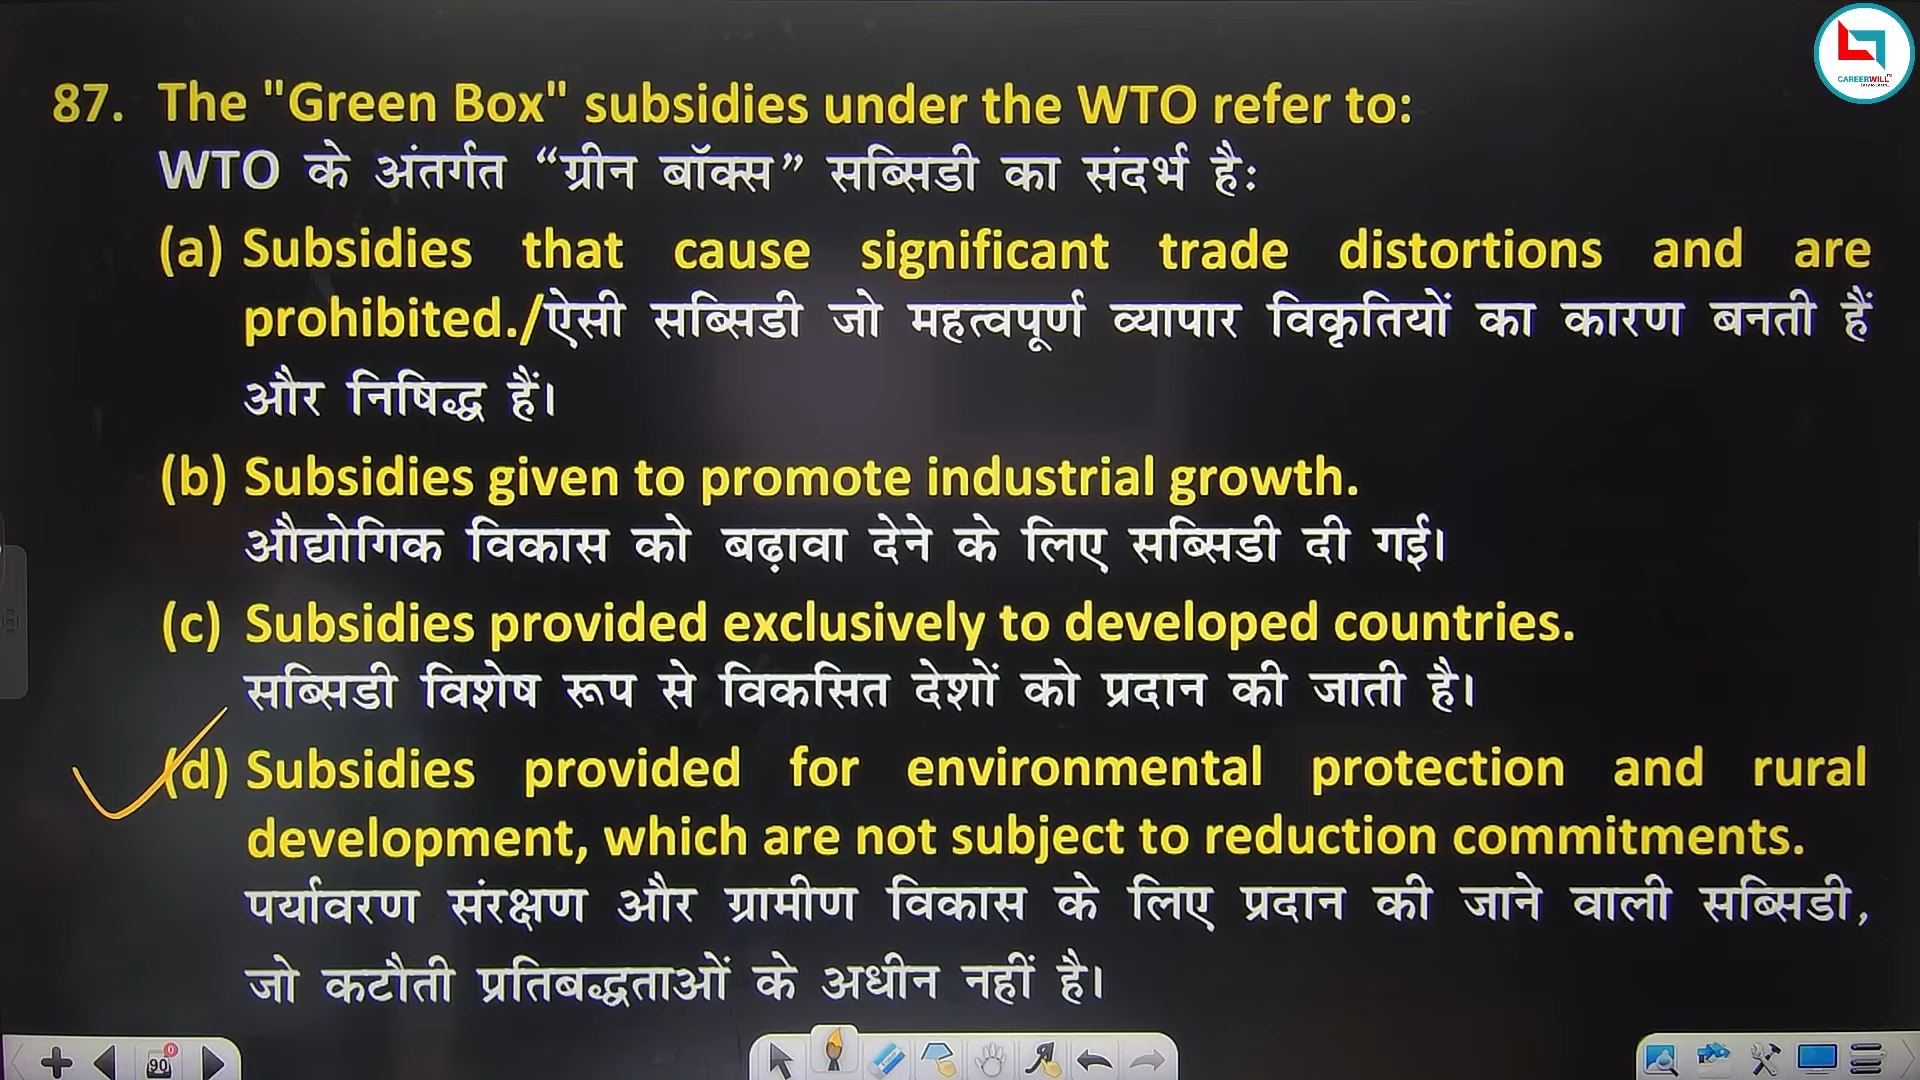 CAREERWILL
87. The "Green Box" subsidies under the WTO refer to:
WTO के अंतर्गत “ग्रीन बॉक्स” सब्सिडी का संदर्भ है:
(a) Subsidies that cause significant trade distortions and are
prohibited./ऐसी सब्सिडी जो महत्वपूर्ण व्यापार विकृतियों का कारण बनती हैं
और निषिद्ध हैं।
(b) Subsidies given to promote industrial growth.
औद्योगिक विकास को बढ़ावा देने के लिए सब्सिडी दी गई।
(c) Subsidies provided exclusively to developed countries.
सब्सिडी विशेष रूप से विकसित देशों को प्रदान की जाती है।
(d) Subsidies provided for environmental protection and rural
development, which are not subject to reduction commitments.
पर्यावरण संरक्षण और ग्रामीण विकास के लिए प्रदान की जाने वाली सब्सिडी,
जो कटौती प्रतिबद्धताओं के अधीन नहीं है।
90
0